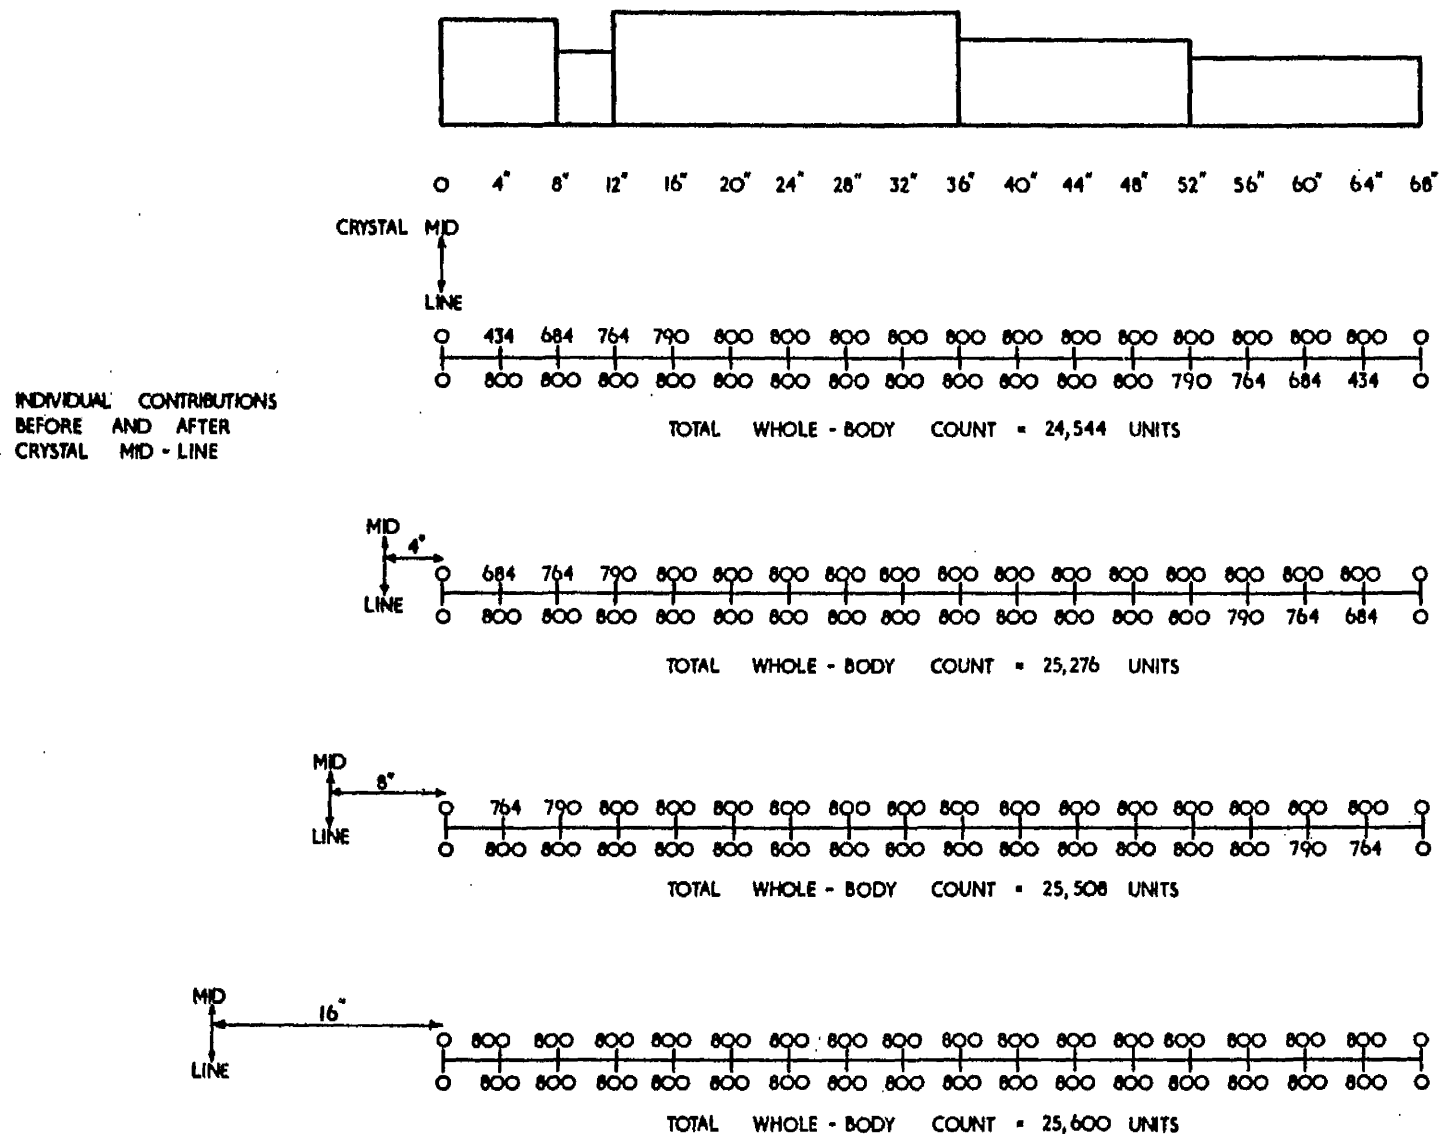 0 4" 8" 12" 16" 20" 24" 28" 32" 36" 40" 44" 48" 52" 56" 60" 64" 68"
CRYSTAL MID
LINE
0 434 684 764 790 800 800 800 800 800 800 800 800 800 800 800 800 0
0 800 800 800 800 800 800 800 800 800 800 800 800 790 764 684 434 0
INDIVIDUAL CONTRIBUTIONS
BEFORE AND AFTER
CRYSTAL MID - LINE
TOTAL WHOLE - BODY COUNT = 24,544 UNITS
MID
4"
LINE
0 684 764 790 800 800 800 800 800 800 800 800 800 800 800 800 800 0
0 800 800 800 800 800 800 800 800 800 800 800 800 800 790 764 684 0
TOTAL WHOLE - BODY COUNT = 25,276 UNITS
MID
8"
LINE
0 764 790 800 800 800 800 800 800 800 800 800 800 800 800 800 800 0
0 800 800 800 800 800 800 800 800 800 800 800 800 800 800 790 764 0
TOTAL WHOLE - BODY COUNT = 25,508 UNITS
MID
16"
LINE
0 800 800 800 800 800 800 800 800 800 800 800 800 800 800 800 800 0
0 800 800 800 800 800 800 800 800 800 800 800 800 800 800 800 800 0
TOTAL WHOLE - BODY COUNT = 25,600 UNITS